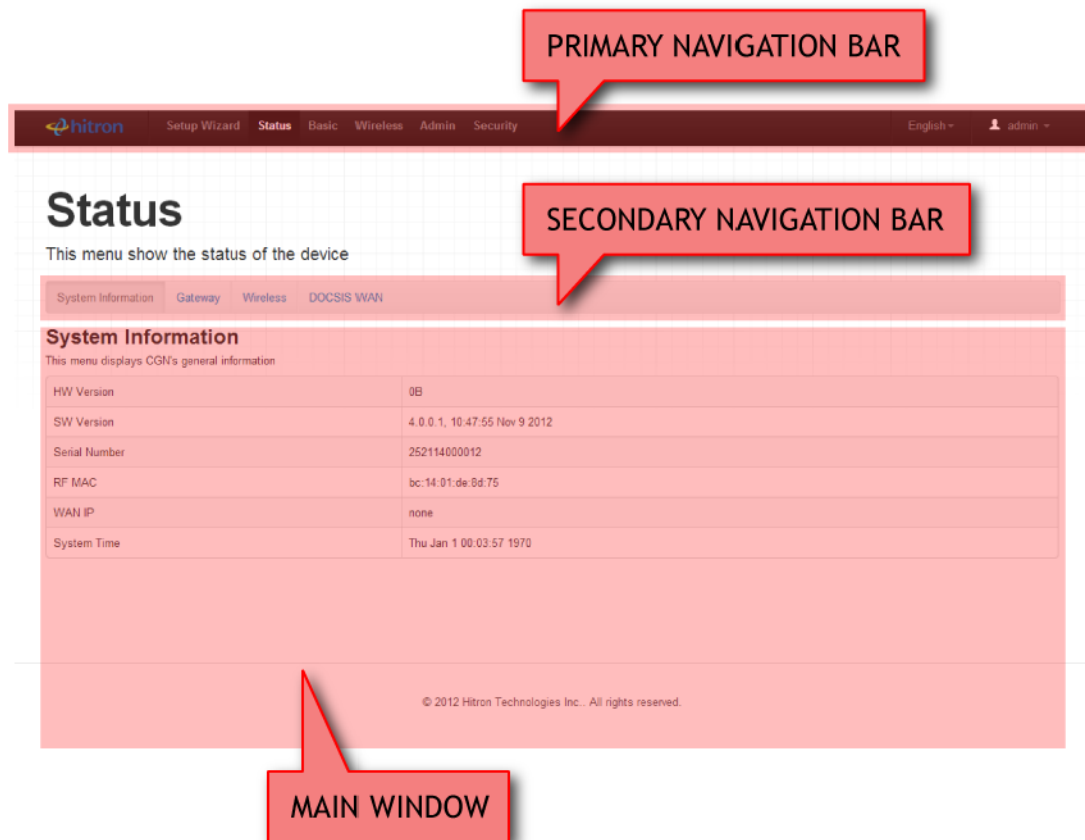 PRIMARY NAVIGATION BAR
hitron Setup Wizard Status Basic Wireless Admin Security English admin
Status
SECONDARY NAVIGATION BAR
This menu show the status of the device
System Information Gateway Wireless DOCSIS WAN
System Information
This menu displays CGN's general information
HW Version 0B
SW Version 4.0.0.1, 10:47:55 Nov 9 2012
Serial Number 252114000012
RF MAC bc:14:01:de:8d:75
WAN IP none
System Time Thu Jan 1 00:03:57 1970
© 2012 Hitron Technologies Inc.. All rights reserved.
MAIN WINDOW